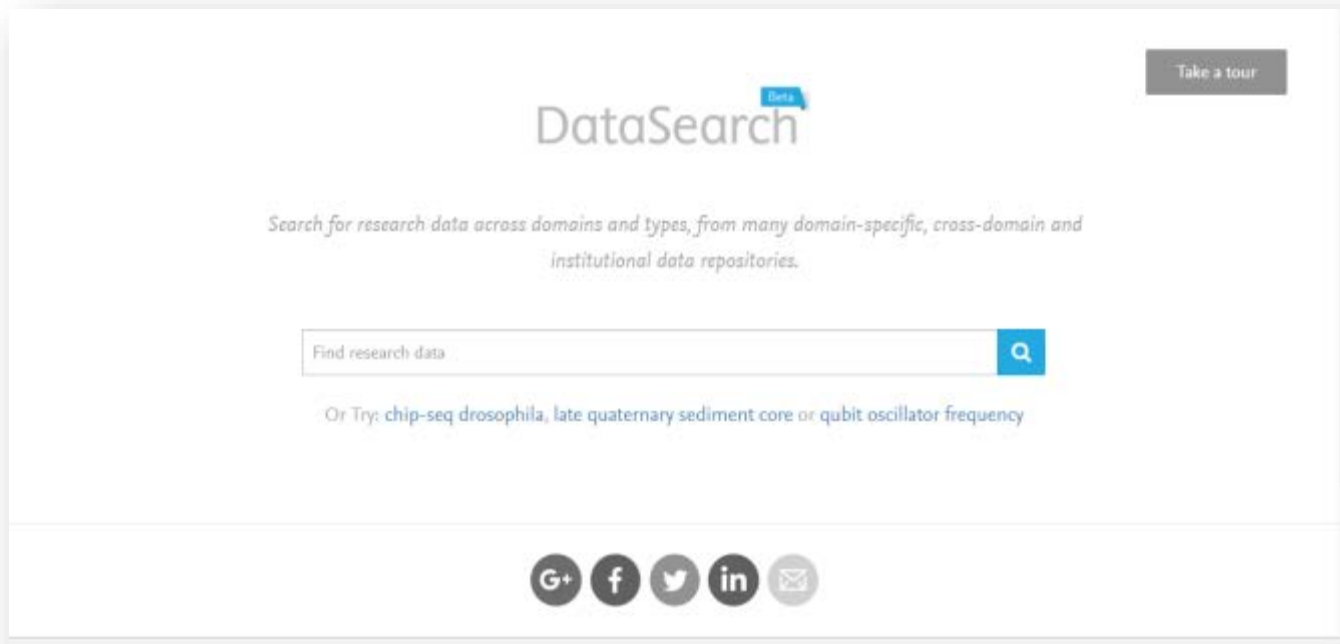 Take a tour
Beta
DataSearch
Search for research data across domains and types, from many domain-specific, cross-domain and
institutional data repositories.
Find research data
Or Try: chip-seq drosophila, late quaternary sediment core or qubit oscillator frequency
G+ f in